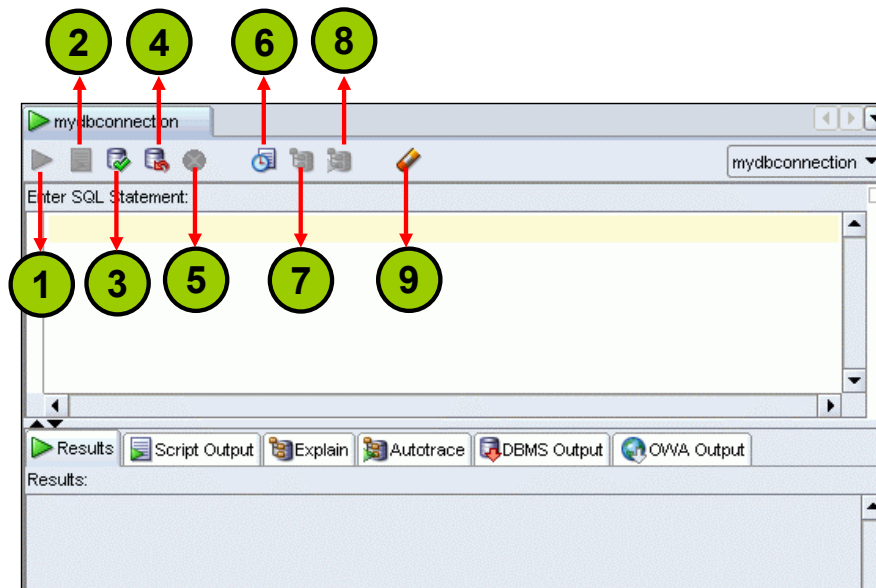 2 4 6 8
mydbconnection
mydbconnection
Enter SQL Statement:
1 3 5 7 9
Results Script Output Explain Autotrace DBMS Output OWA Output
Results: